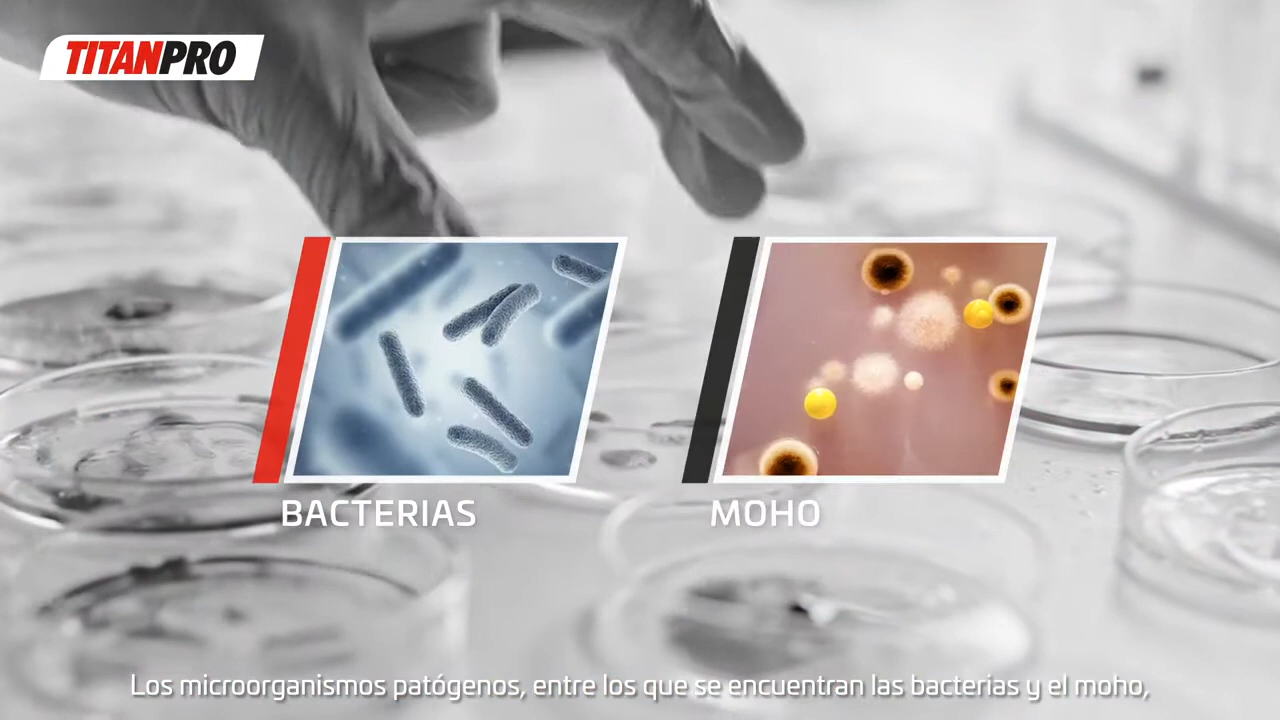 TITANPRO
BACTERIAS
MOHO
Los microorganismos patógenos, entre los que se encuentran las bacterias y el moho,